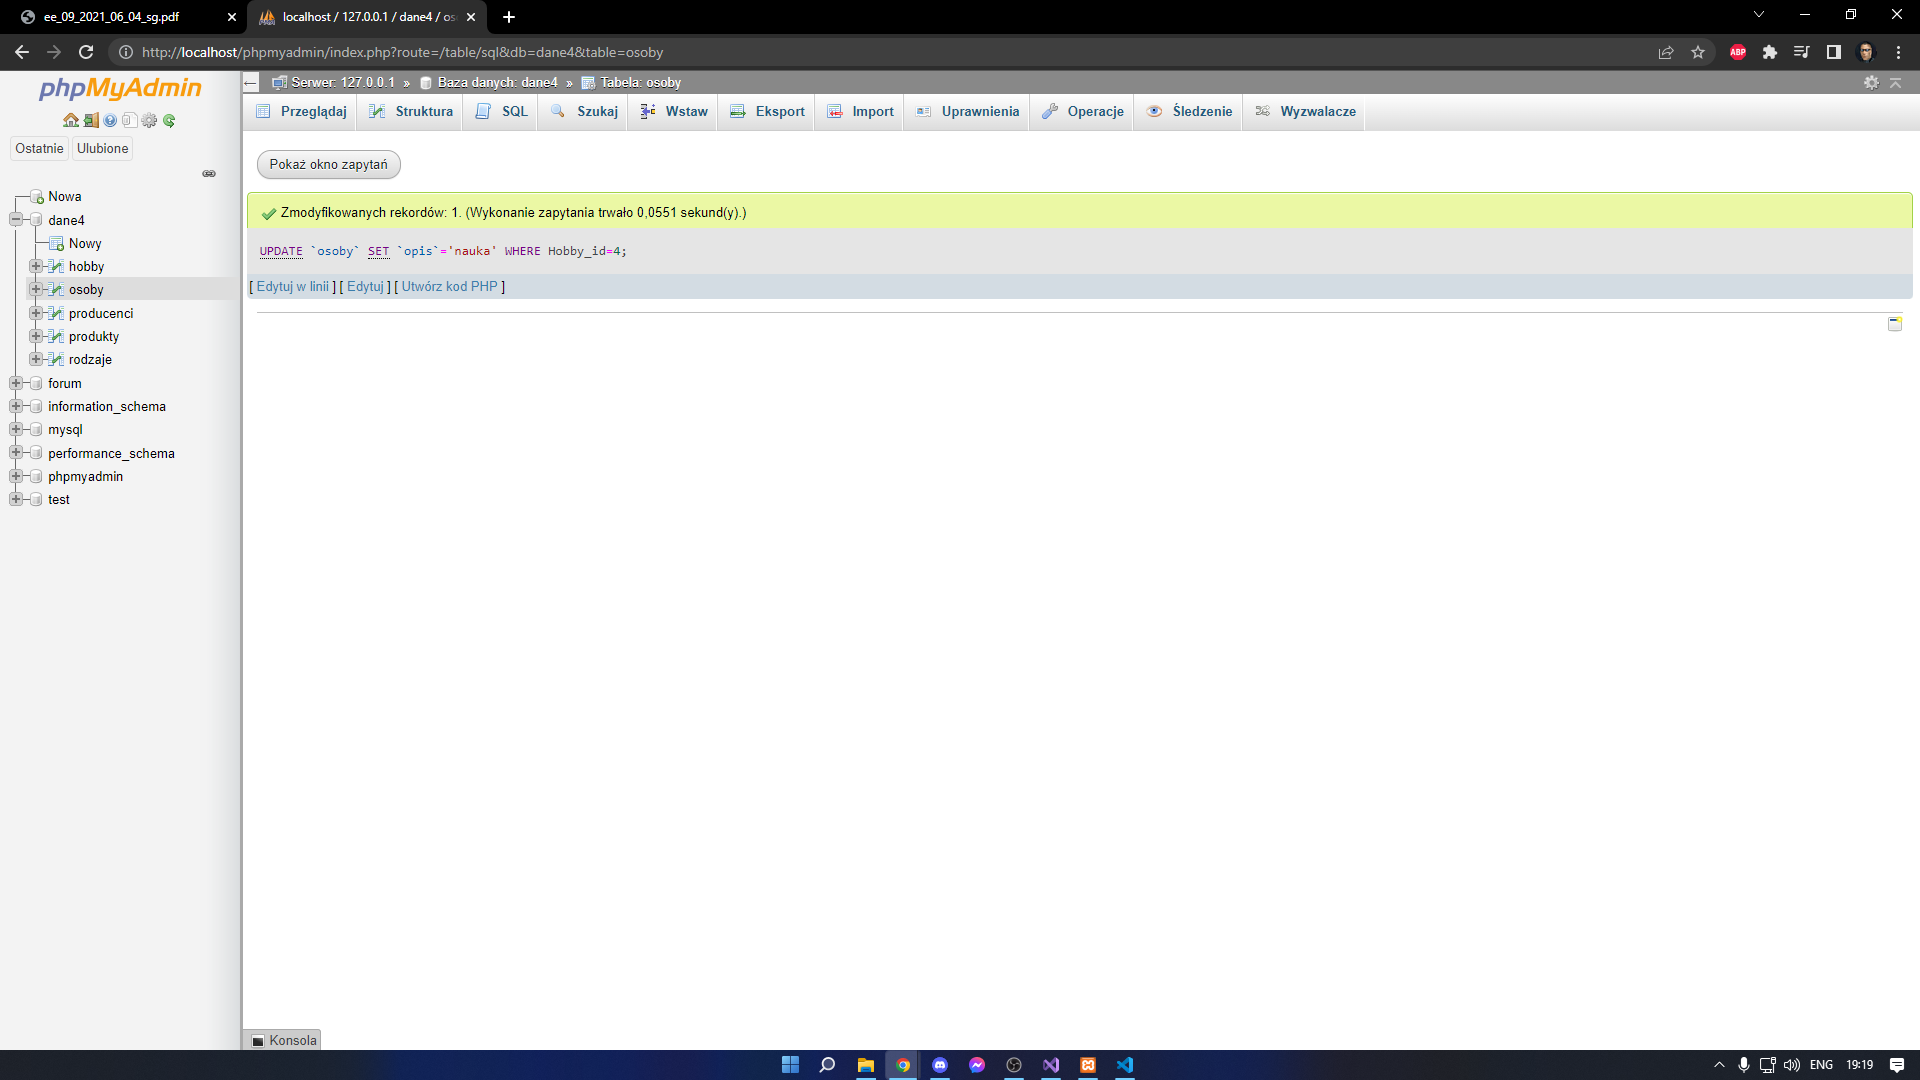 ee_09_2021_06_04_sg.pdf
localhost / 127.0.0.1 / dane4 / os
http://localhost/phpmyadmin/index.php?route=/table/sql&db=dane4&table=osoby
ABP
phpMyAdmin
Serwer: 127.0.0.1 » Baza danych: dane4 » Tabela: osoby
Przeglądaj Struktura SQL Szukaj Wstaw Eksport Import Uprawnienia Operacje Śledzenie Wyzwalacze
Ostatnie Ulubione
Nowa
dane4
Nowy
hobby
osoby
producenci
produkty
rodzaje
forum
information_schema
mysql
performance_schema
phpmyadmin
test
Pokaż okno zapytań
Zmodyfikowanych rekordów: 1. (Wykonanie zapytania trwało 0,0551 sekund(y).)
UPDATE `osoby` SET `opis`='nauka' WHERE Hobby_id=4;
[ Edytuj w linii ] [ Edytuj ] [ Utwórz kod PHP ]
Konsola
ENG 19:19